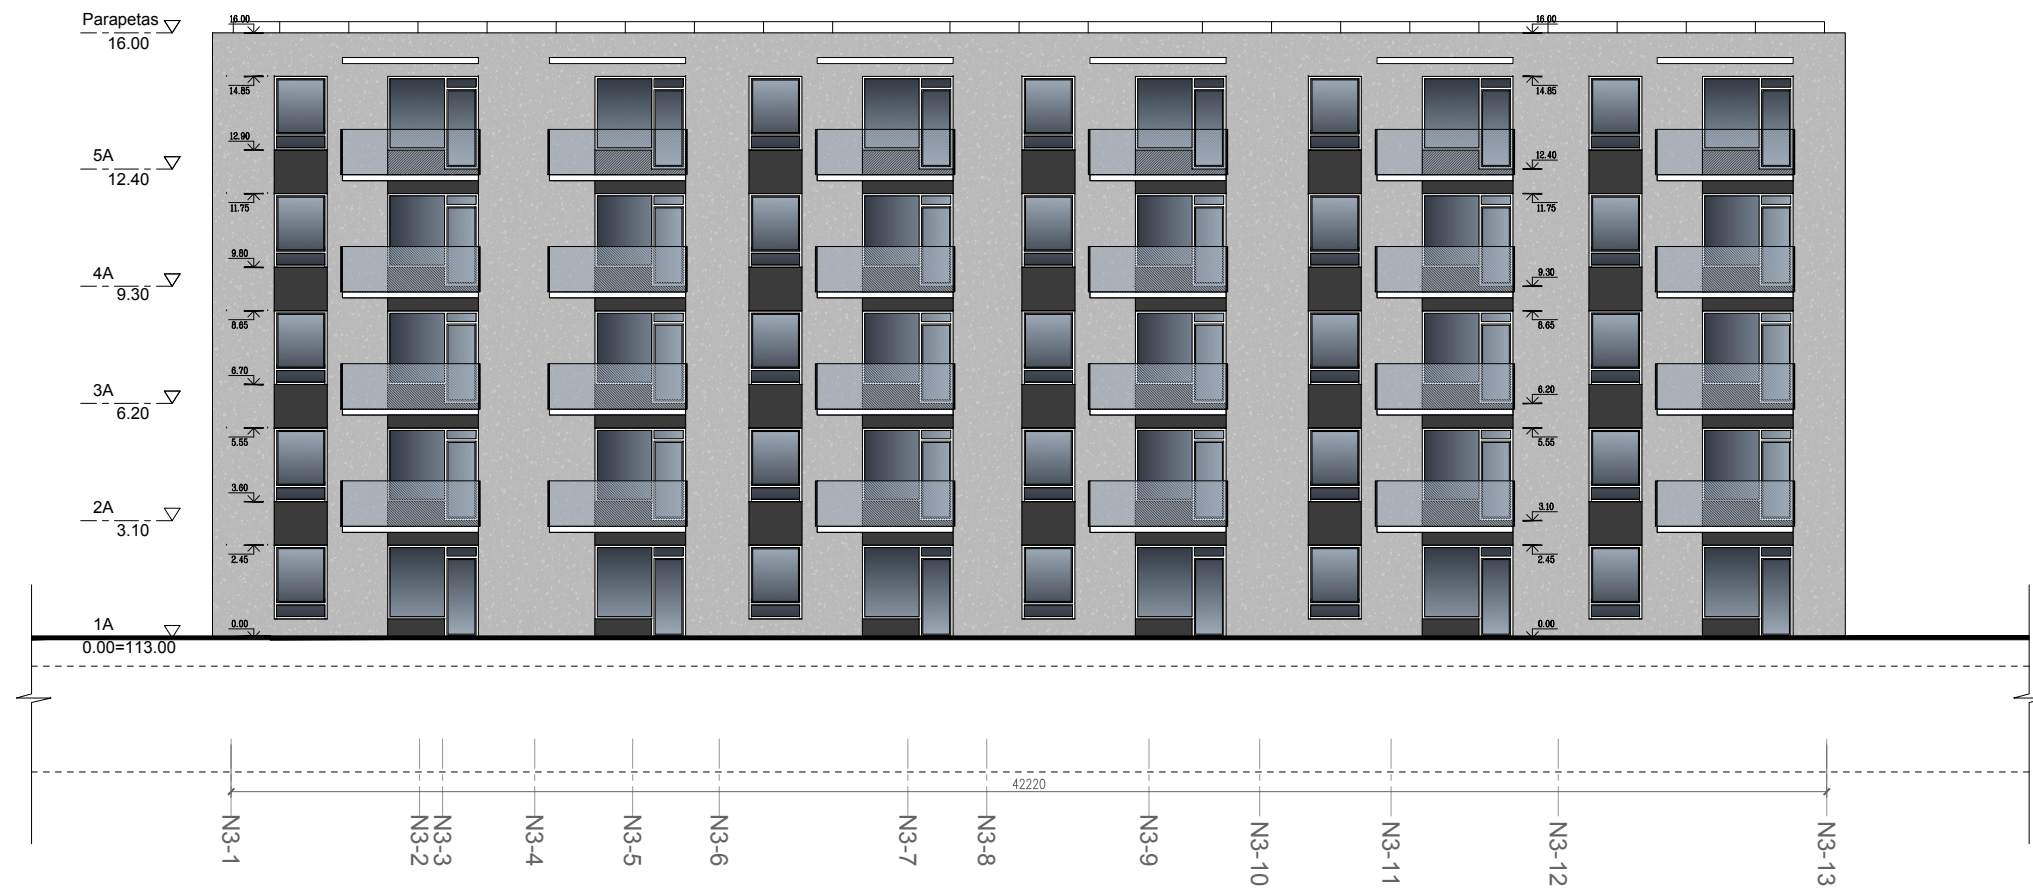 Parapetas
16.00
5A
12.40
4A
9.30
3A
6.20
2A
3.10
1A
0.00=113.00
16.00
14.85
12.90
11.75
9.80
8.65
6.70
5.55
3.60
2.45
0.00
16.00
14.85
12.40
11.75
9.30
8.65
6.20
5.55
3.10
2.45
0.00
42220
N3-1
N3-2
N3-3
N3-4
N3-5
N3-6
N3-7
N3-8
N3-9
N3-10
N3-11
N3-12
N3-13